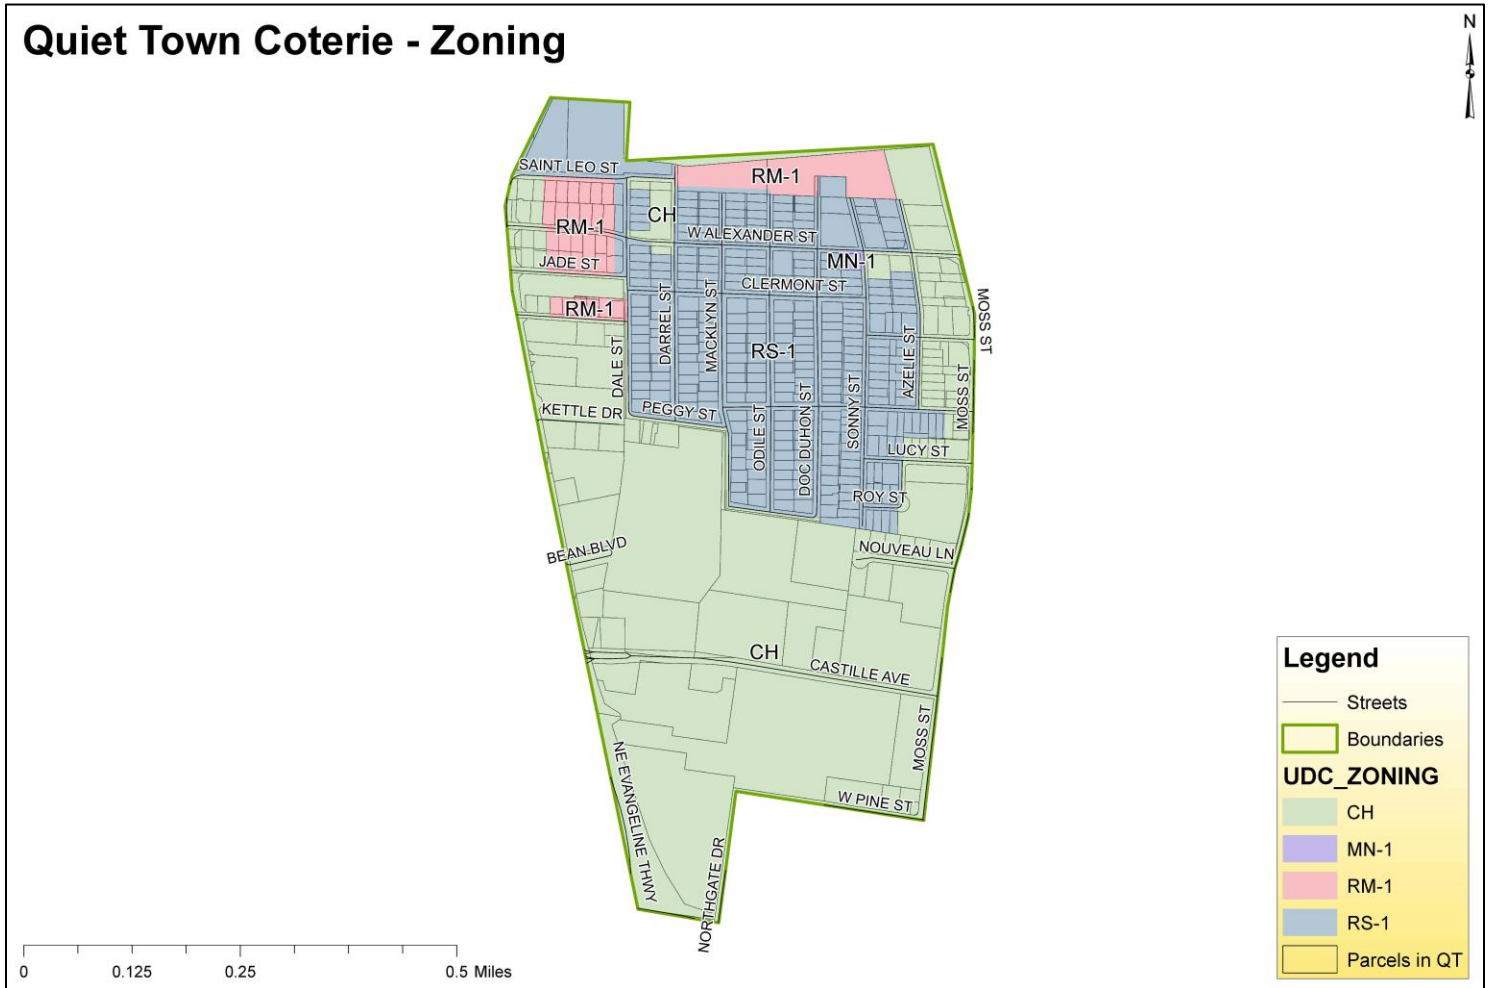 Quiet Town Coterie - Zoning
N
SAINT LEO ST
RM-1
RM-1
CH
W ALEXANDER ST
JADE ST
MN-1
CLERMONT ST
RM-1
MOSS ST
DALE ST
DARREL ST
MACKLYN ST
RS-1
AZELIE ST
MOSS ST
KETTLE DR
PEGGY ST
ODILE ST
DOC DUHON ST
SONNY ST
LUCY ST
ROY ST
BEAN BLVD
NOUVEAU LN
CH
CASTILLE AVE
MOSS ST
NE EVANGELINE THWY
W PINE ST
NORTHGATE DR
Legend
Streets
Boundaries
UDC_ZONING
CH
MN-1
RM-1
RS-1
Parcels in QT
0 0.125 0.25 0.5 Miles